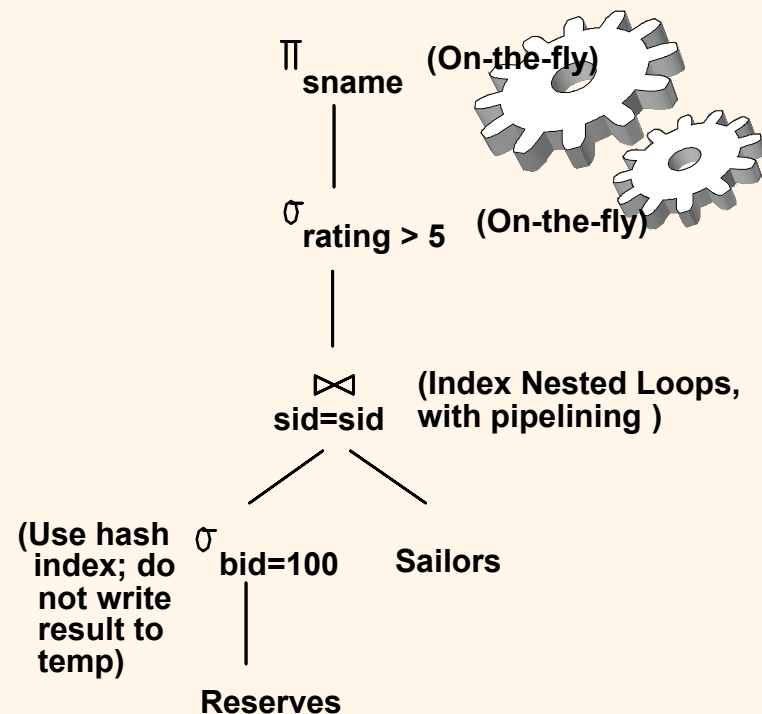 π sname (On-the-fly)
σ rating > 5 (On-the-fly)
⋈ (Index Nested Loops,
sid=sid with pipelining )
(Use hash
index; do
not write
result to
temp)
σ bid=100
Sailors
Reserves